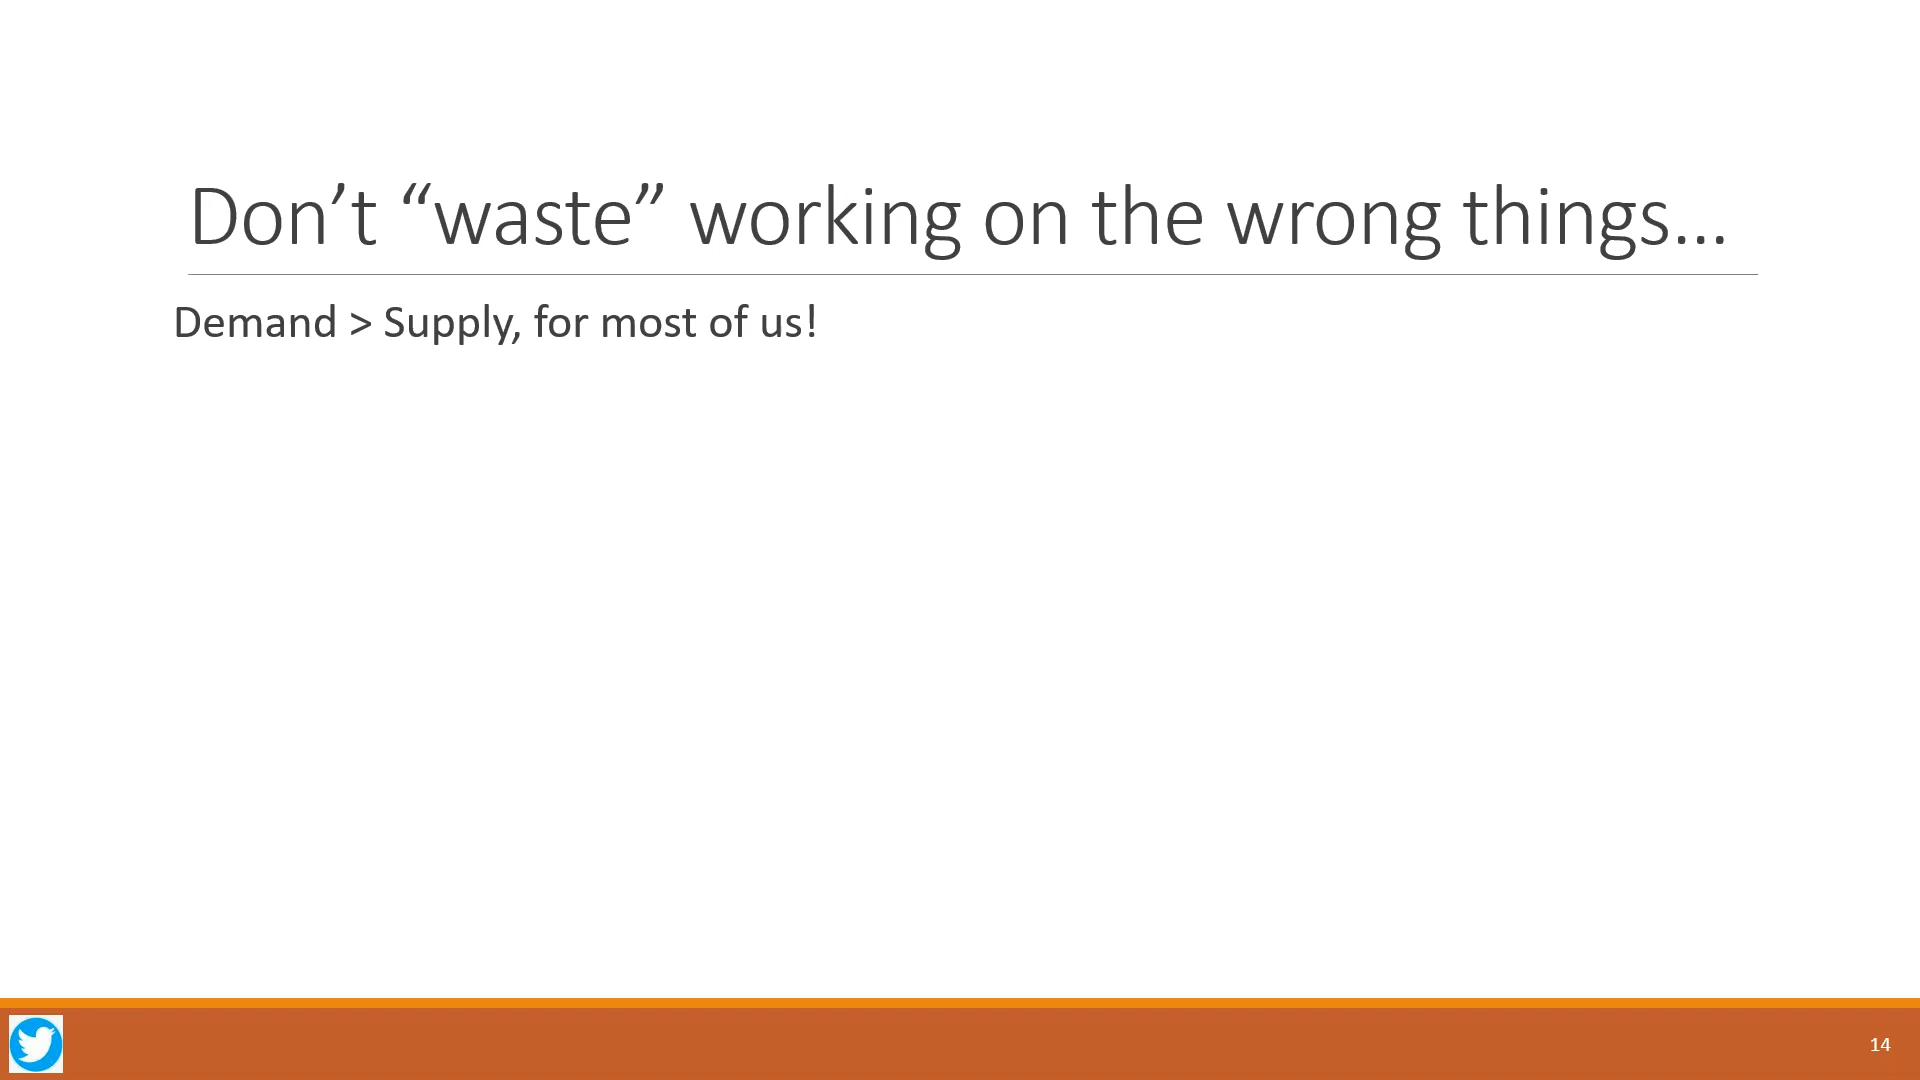 Don’t “waste” working on the wrong things…
Demand > Supply, for most of us!
14